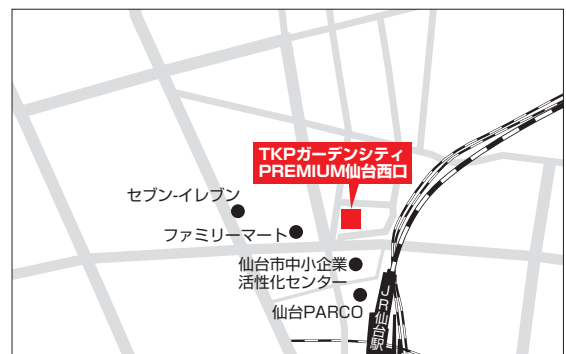 TKPガーデンシティ
PREMIUM仙台西口
セブン-イレブン
ファミリーマート
仙台市中小企業
活性化センター
仙台PARCO
JR仙台駅